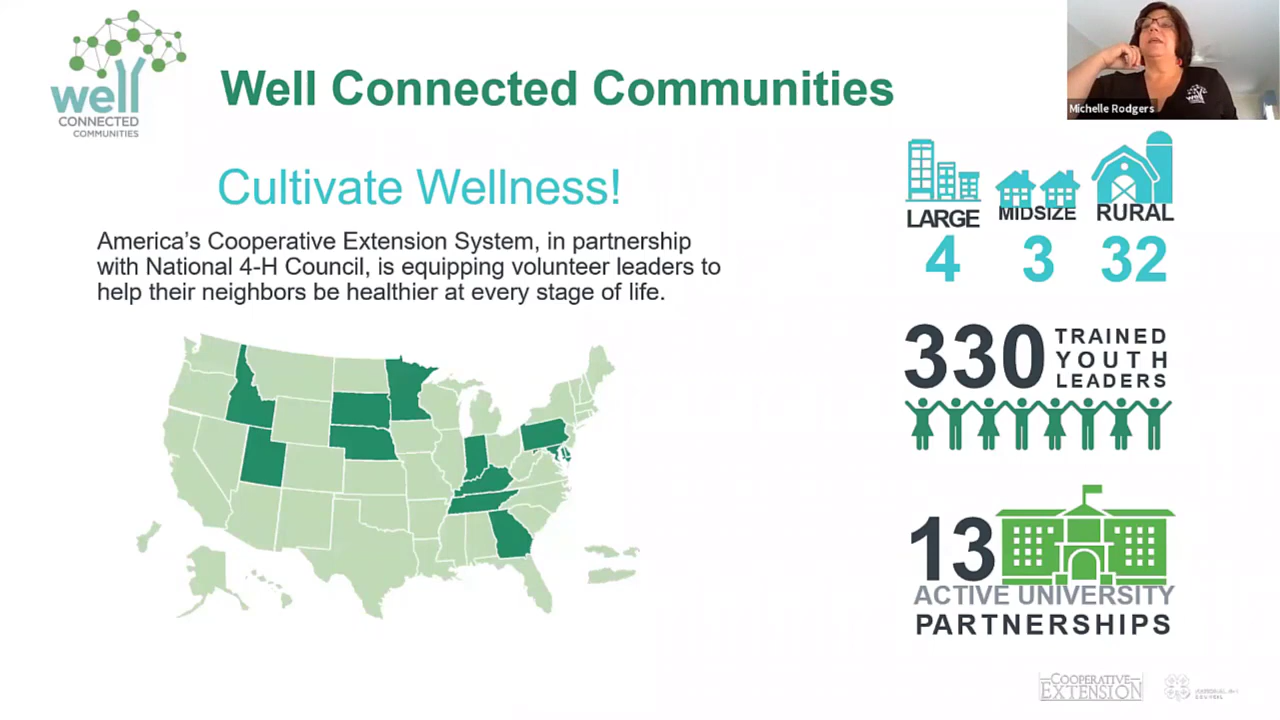 well
CONNECTED
COMMUNITIES
Well Connected Communities
Michelle Rodgers
well
Cultivate Wellness!
America’s Cooperative Extension System, in partnership
with National 4-H Council, is equipping volunteer leaders to
help their neighbors be healthier at every stage of life.
LARGE MIDSIZE RURAL
4 3 32
330 TRAINED
YOUTH
LEADERS
13
ACTIVE UNIVERSITY
PARTNERSHIPS
COOPERATIVE
EXTENSION